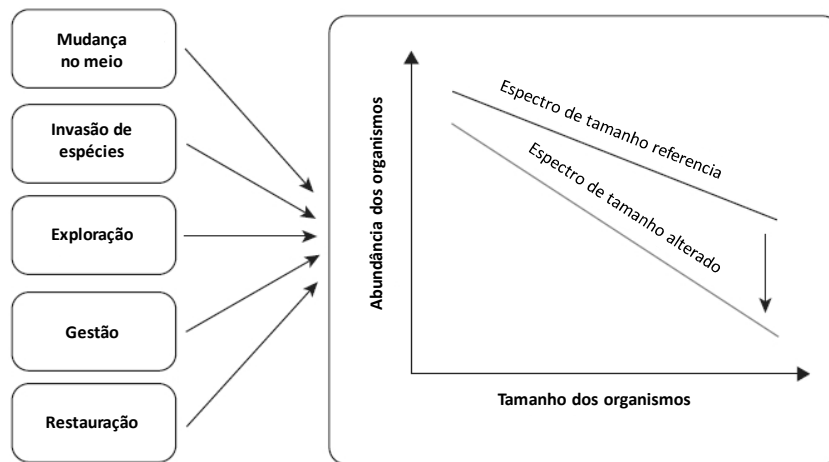 Mudança
no meio
Invasão de
espécies
Exploração
Gestão
Restauração
Abundância dos organismos
Espectro de tamanho referencia
Espectro de tamanho alterado
Tamanho dos organismos